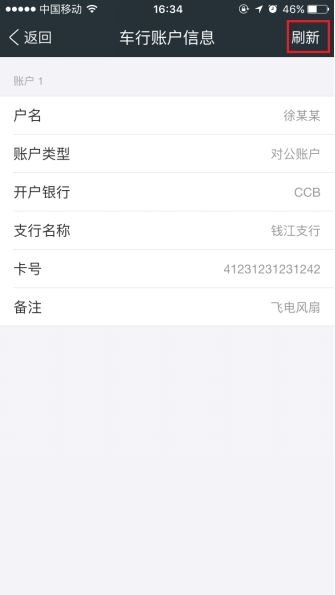 中国移动 16:34 46%
返回 车行账户信息 刷新
账户 1
户名 徐某某
账户类型 对公账户
开户银行 CCB
支行名称 钱江支行
卡号 41231231231242
备注 飞电风扇